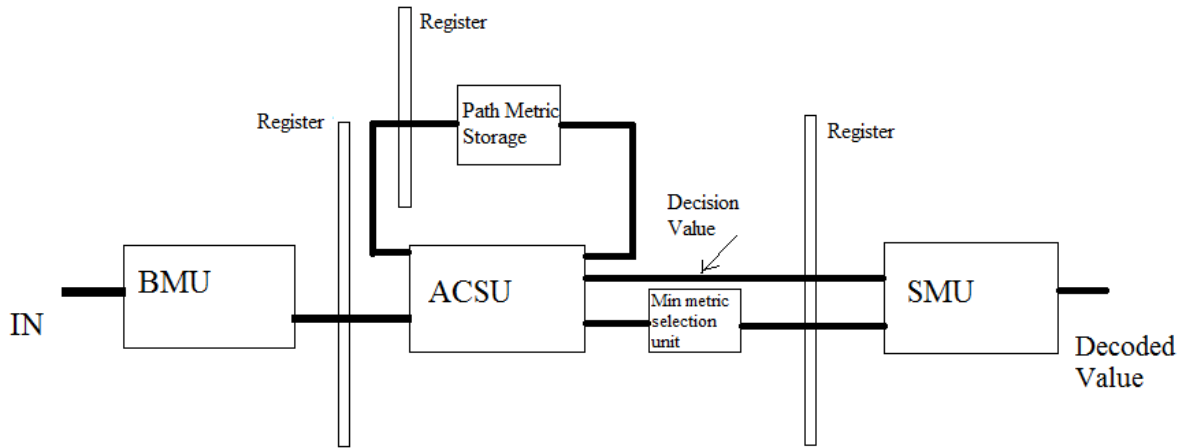 Register
Register
Path Metric
Storage
Register
Decision
Value
IN
BMU
ACSU
Min metric
selection
unit
SMU
Decoded
Value